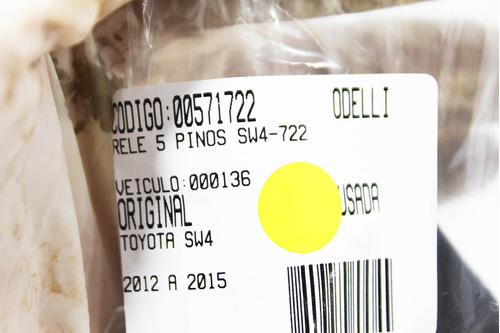 CODIGO:00571722 ODELLI
RELE 5 PINOS SW4-722
VEICULO:000136
ORIGINAL USADA
TOYOTA SW4
2012 A 2015